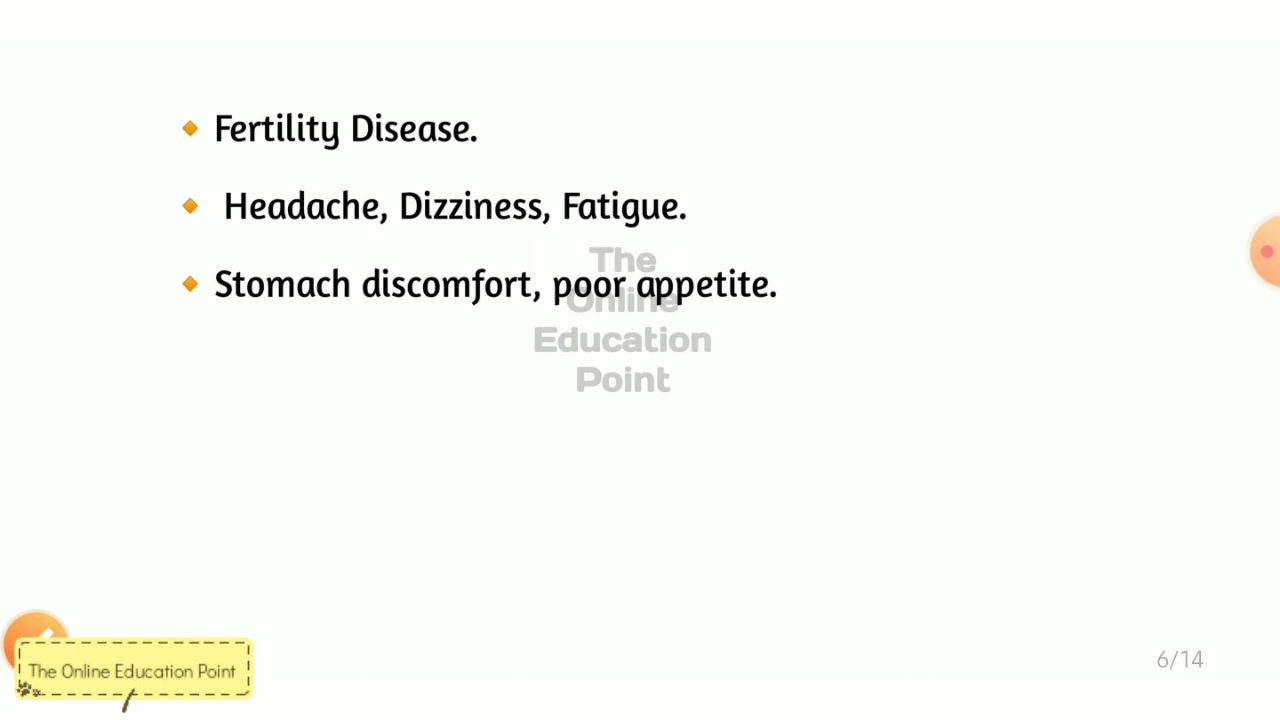 Fertility Disease.
Headache, Dizziness, Fatigue.
Stomach discomfort, poor appetite.
The
Online
Education
Point
The Online Education Point
6/14